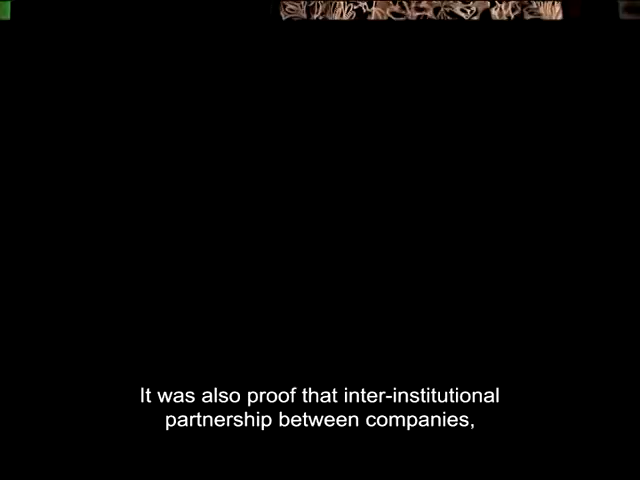 It was also proof that inter-institutional
partnership between companies,